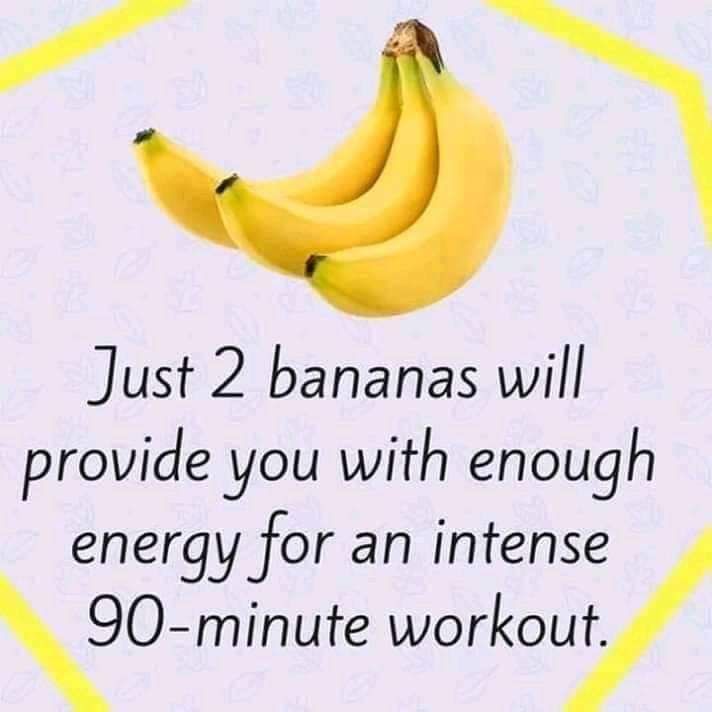 Just 2 bananas will
provide you with enough
energy for an intense
90-minute workout.